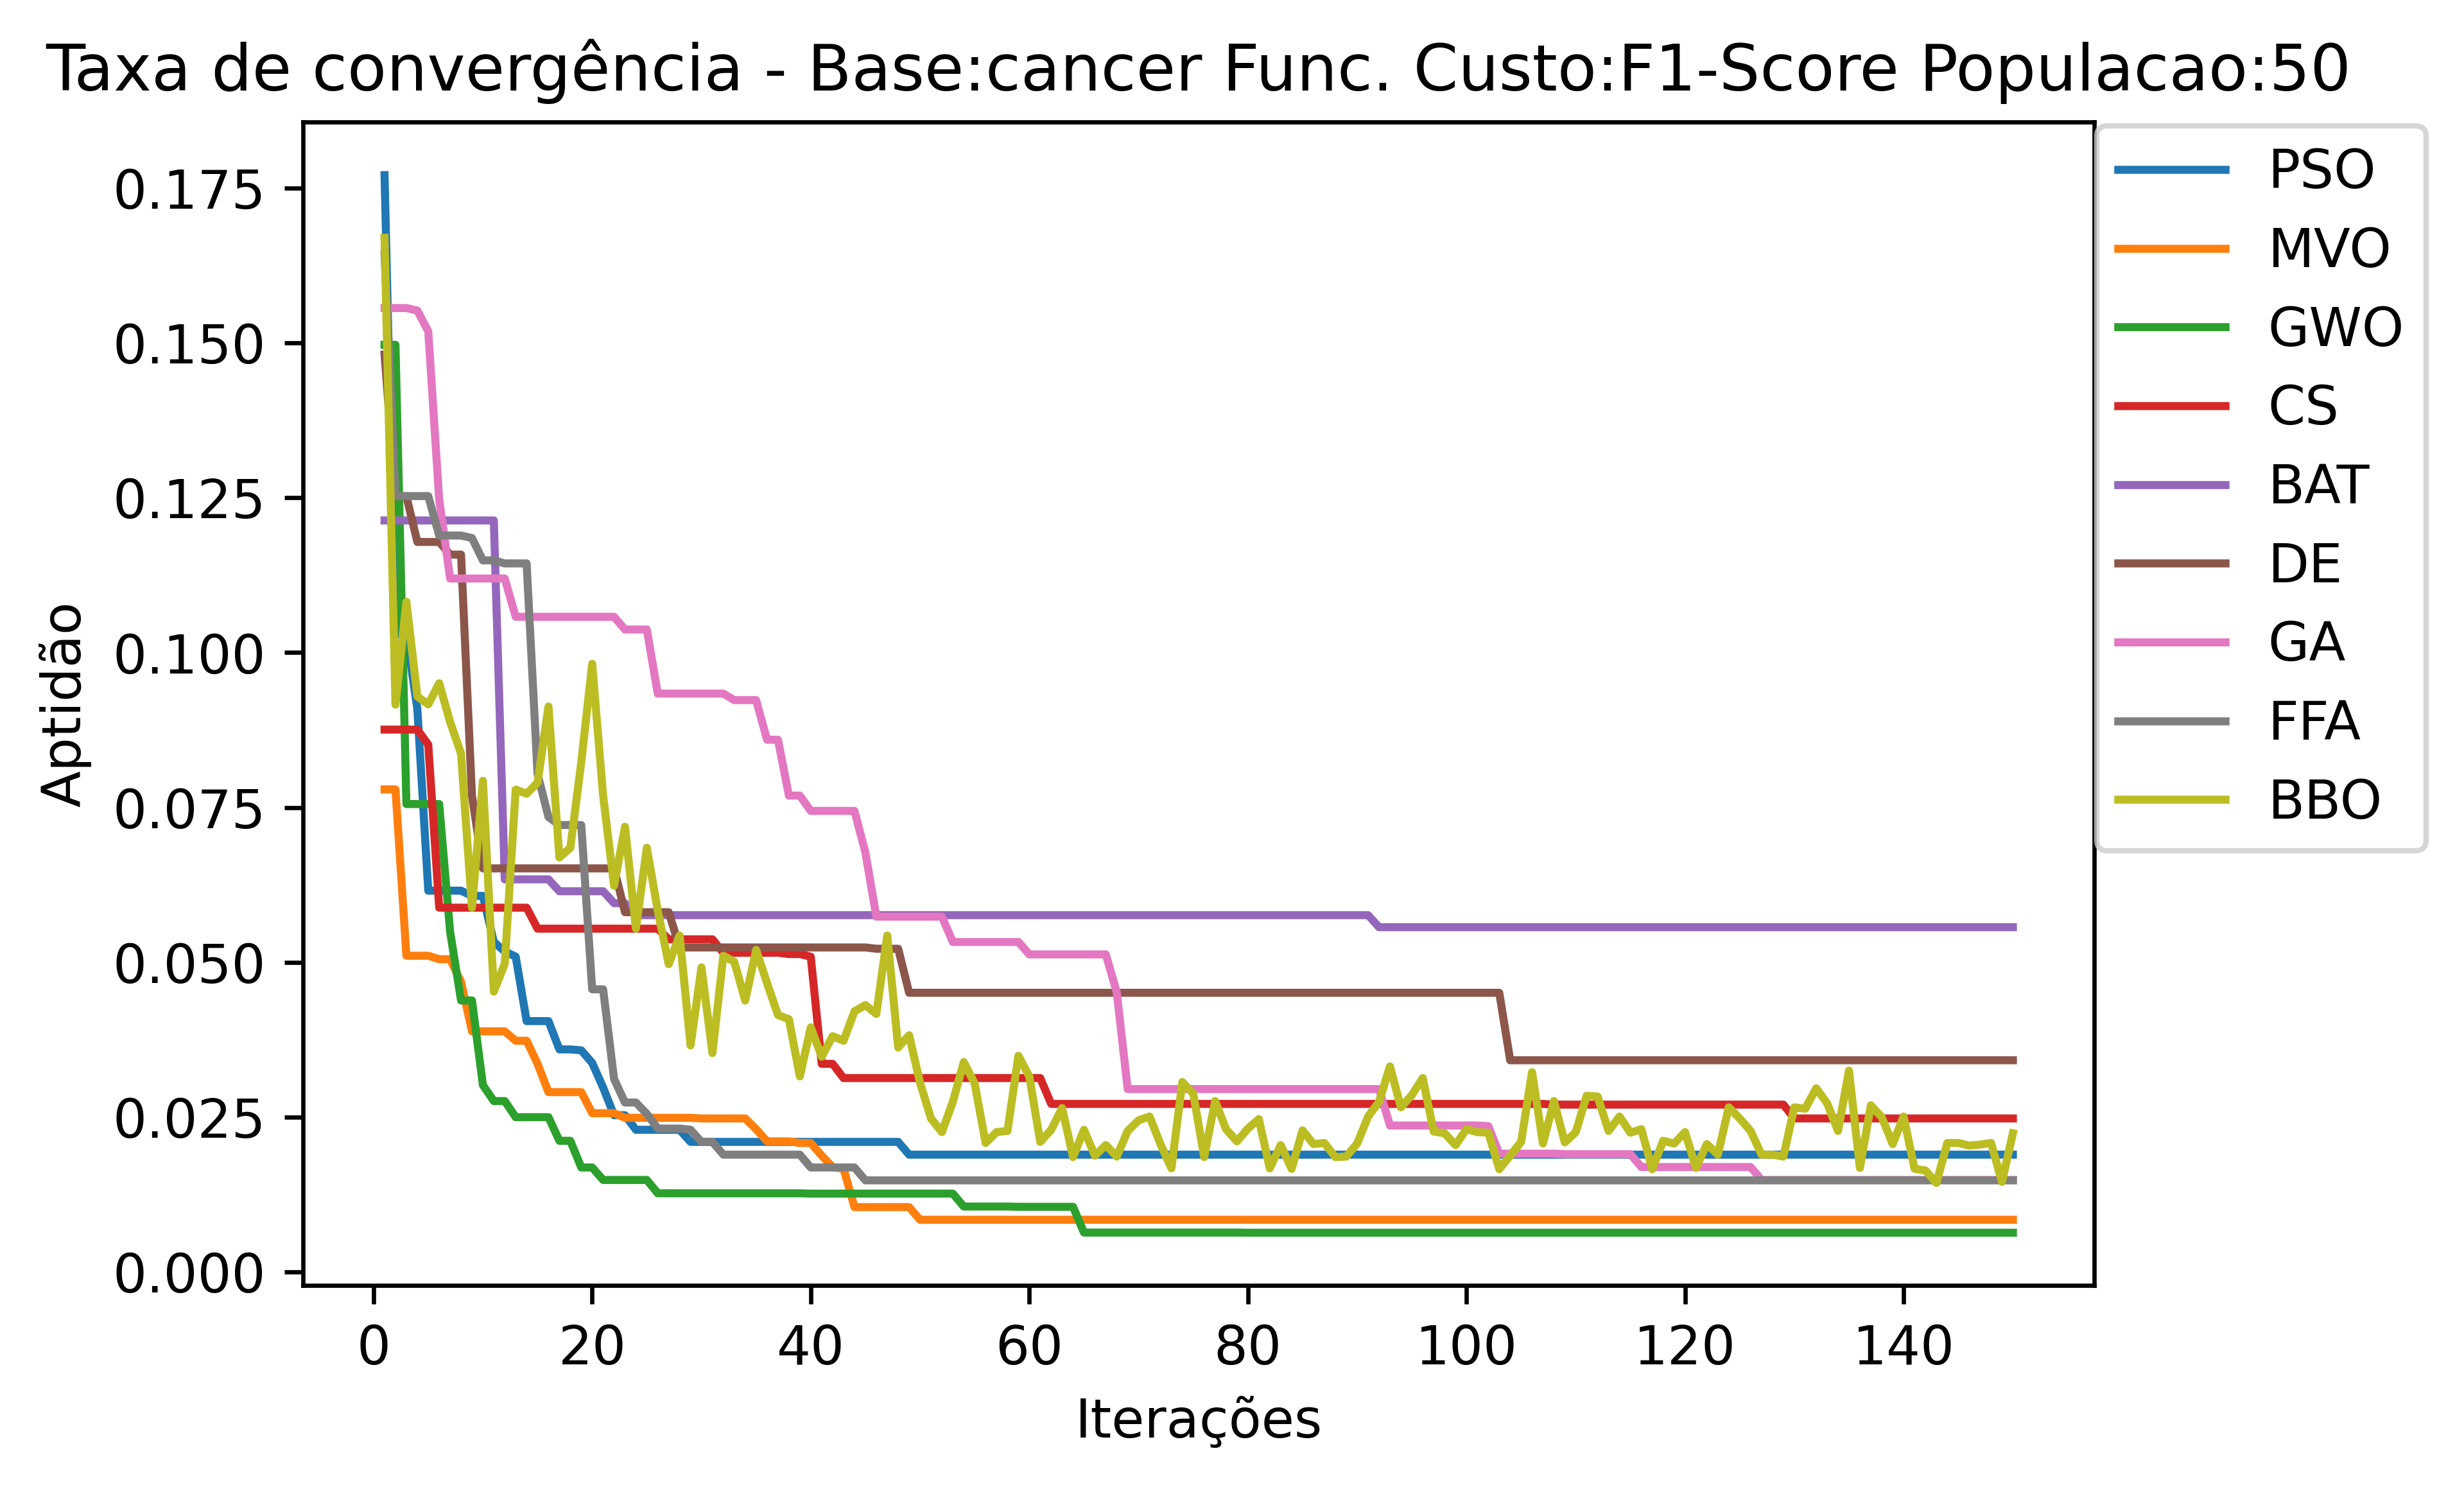 Taxa de convergência - Base:cancer Func. Custo:F1-Score Populacao:50
Aptidão
0.175
0.150
0.125
0.100
0.075
0.050
0.025
0.000
0 20 40 60 80 100 120 140
Iterações
PSO
MVO
GWO
CS
BAT
DE
GA
FFA
BBO